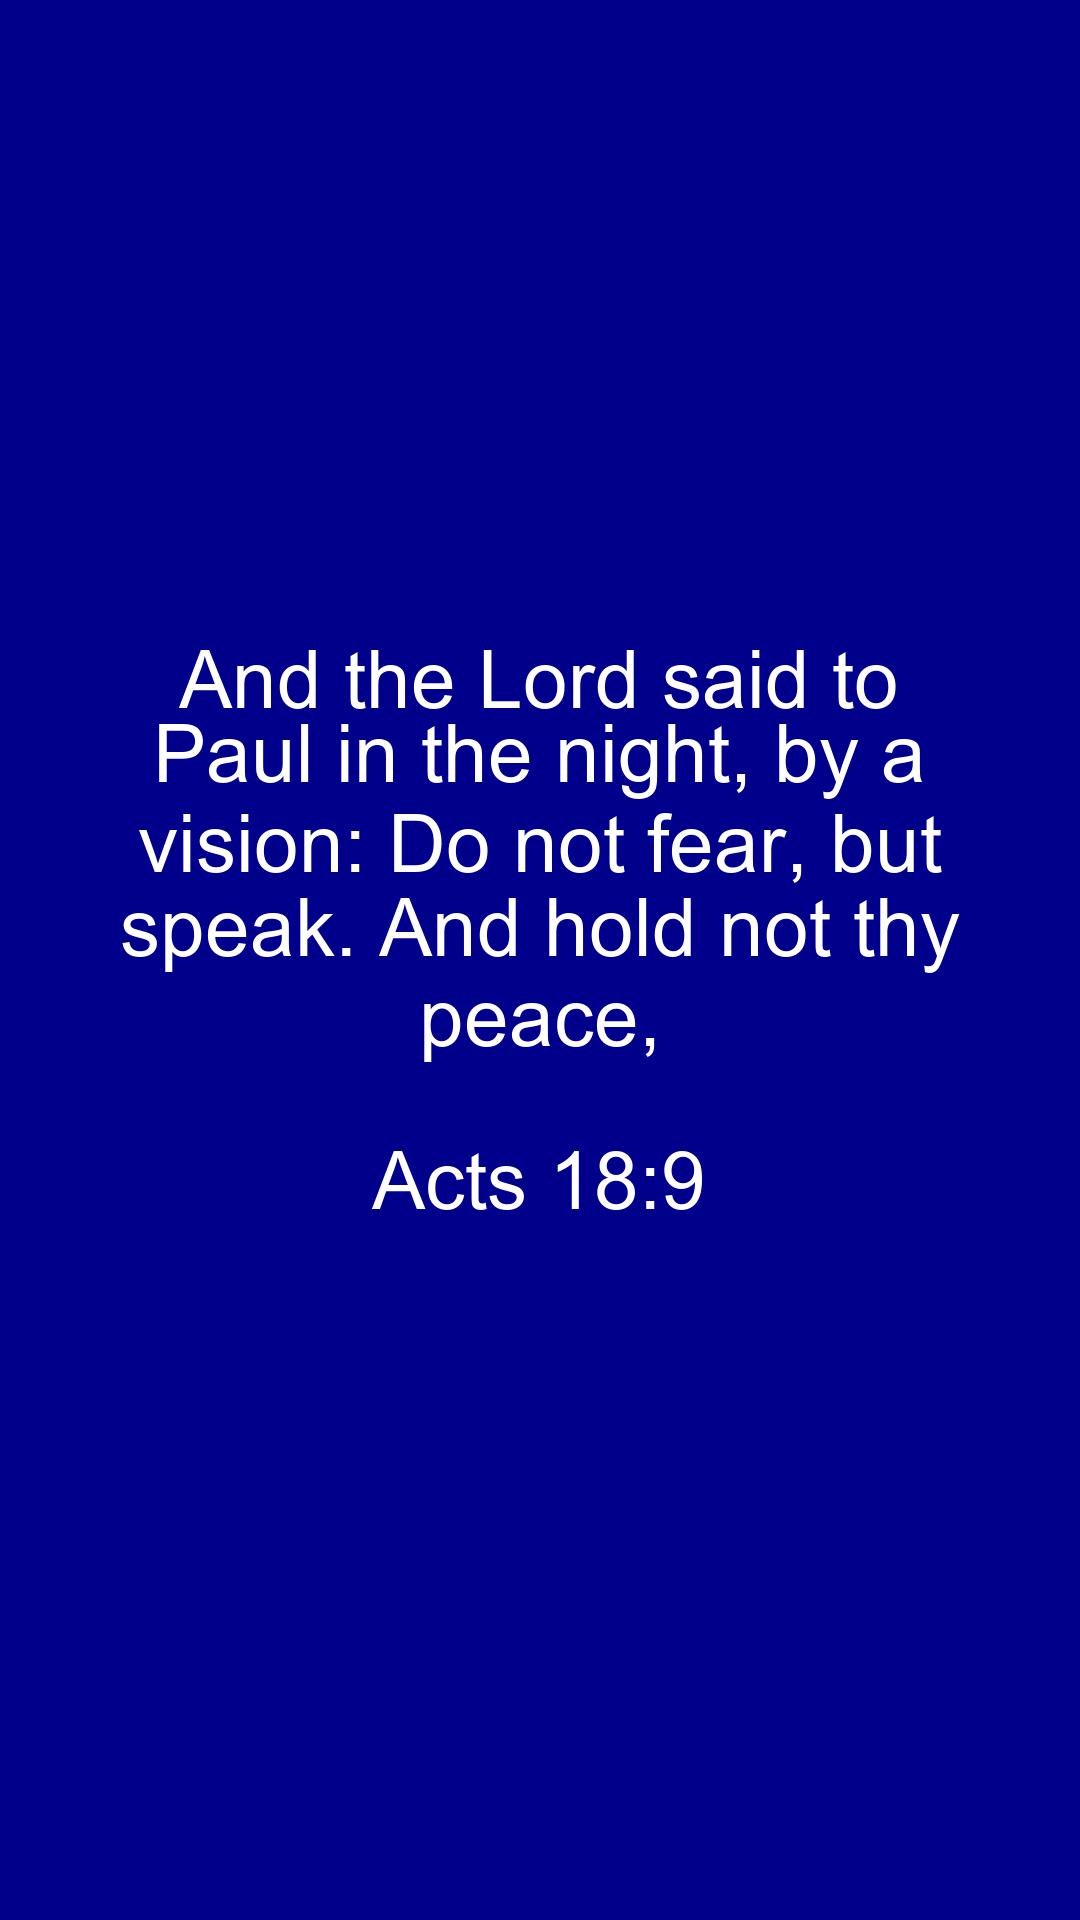 And the Lord said to
Paul in the night, by a
vision: Do not fear, but
speak. And hold not thy
peace,
Acts 18:9